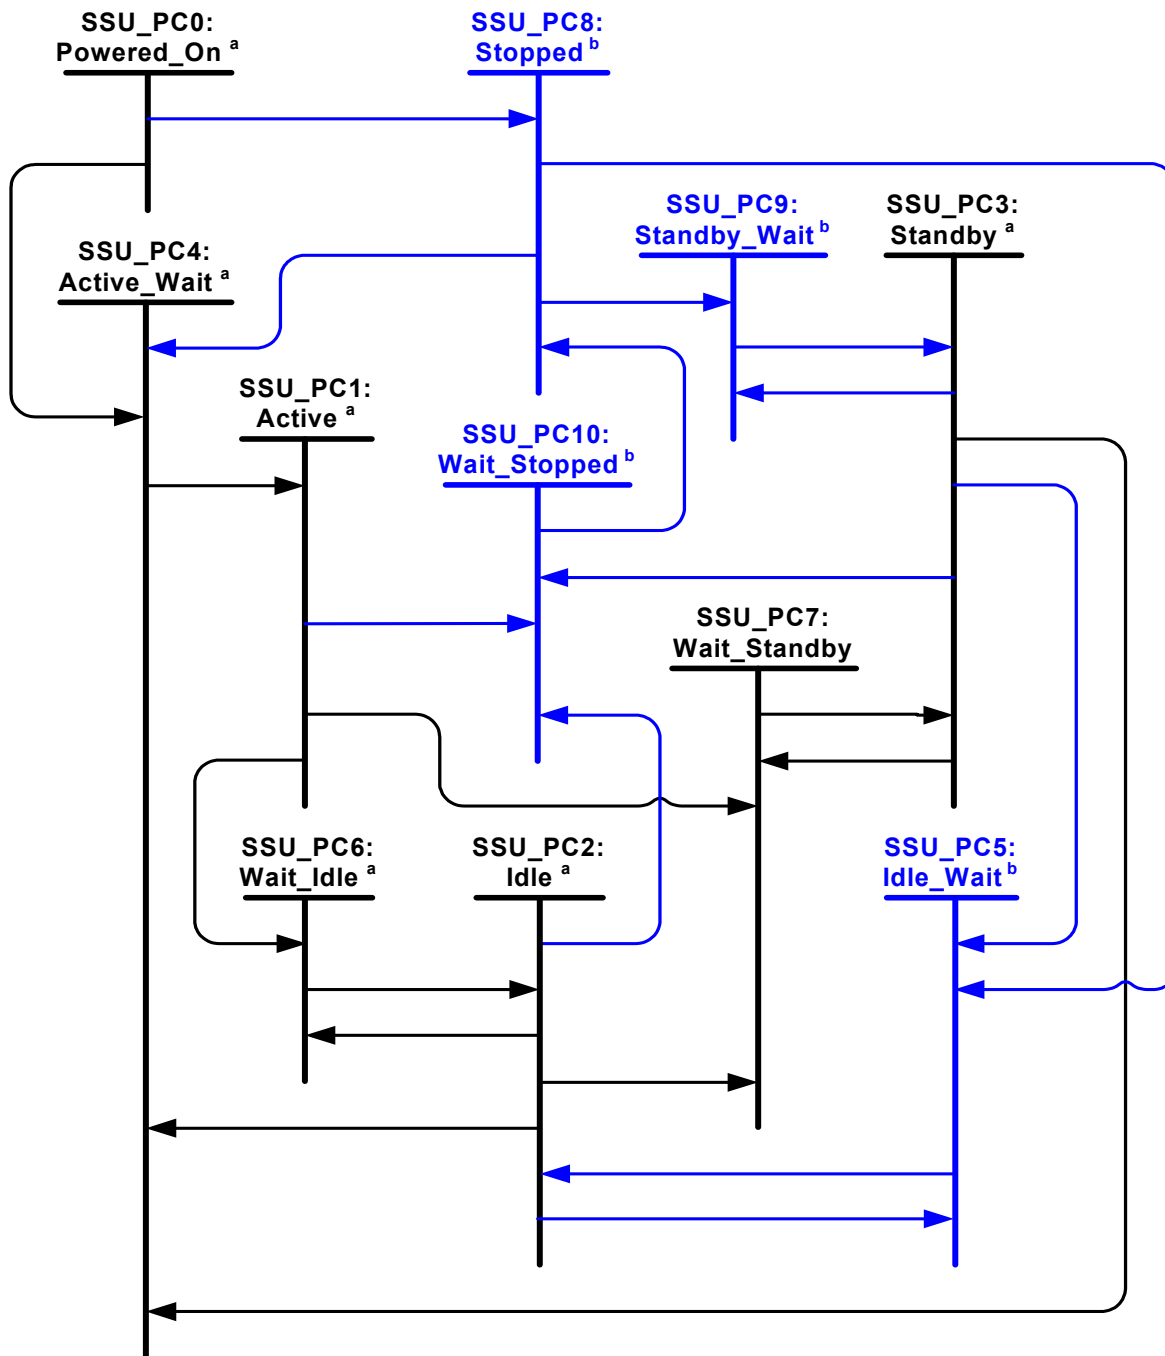 SSU_PC0:
Powered_On a
SSU_PC8:
Stopped b
SSU_PC9:
Standby_Wait b
SSU_PC3:
Standby a
SSU_PC4:
Active_Wait a
SSU_PC1:
Active a
SSU_PC10:
Wait_Stopped b
SSU_PC7:
Wait_Standby
SSU_PC6:
Wait_Idle a
SSU_PC2:
Idle a
SSU_PC5:
Idle_Wait b